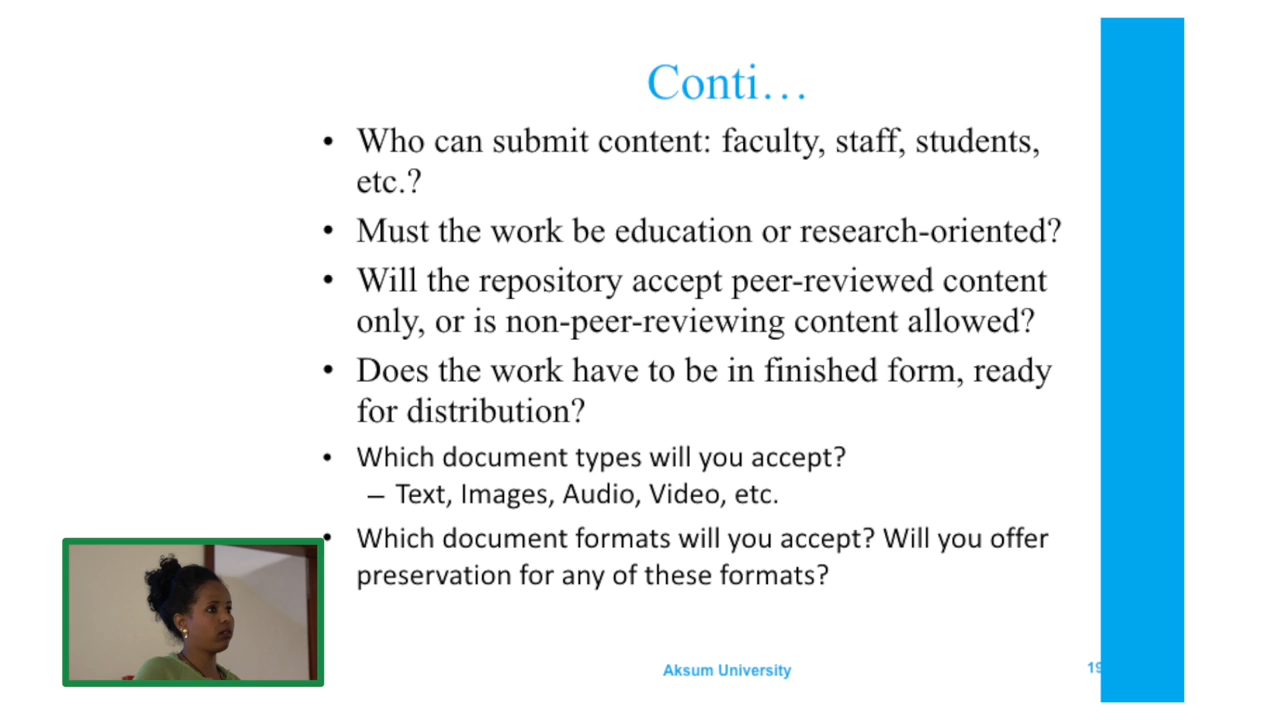 Conti…
• Who can submit content: faculty, staff, students,
etc.?
• Must the work be education or research-oriented?
• Will the repository accept peer-reviewed content
only, or is non-peer-reviewing content allowed?
• Does the work have to be in finished form, ready
for distribution?
• Which document types will you accept?
– Text, Images, Audio, Video, etc.
• Which document formats will you accept? Will you offer
preservation for any of these formats?
Aksum University
19